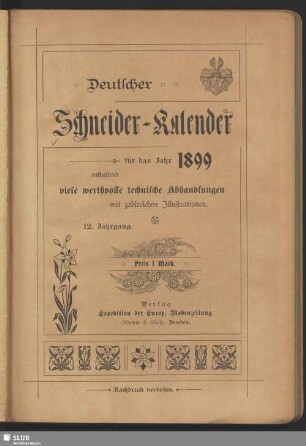 Deutscher
Schneider-Kalender
für das Jahr 1899
enthaltend
viele werthvolle technische Abhandlungen
mit zahlreichen Illustrationen.
12. Jahrgang.
Preis 1 Mark.
Verlag
Expedition der Europ. Modenzeitung
Dresden.
Nachdruck verboten.
SLUB